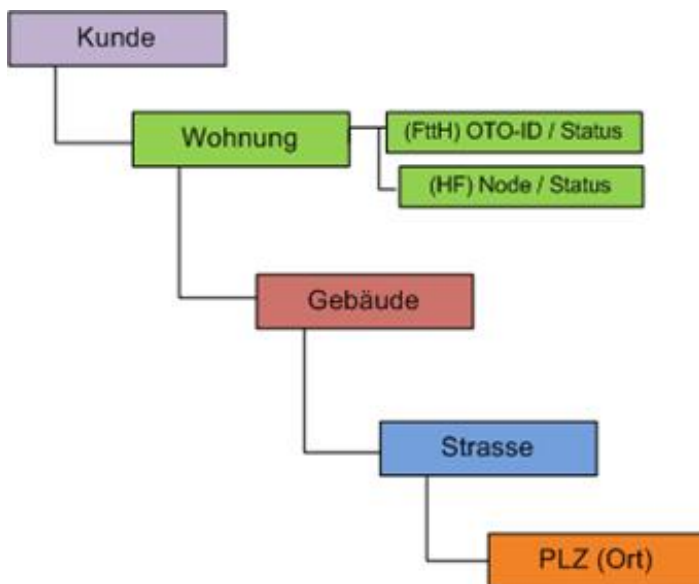 Kunde
Wohnung
(FttH) OTO-ID / Status
(HF) Node / Status
Gebäude
Strasse
PLZ (Ort)